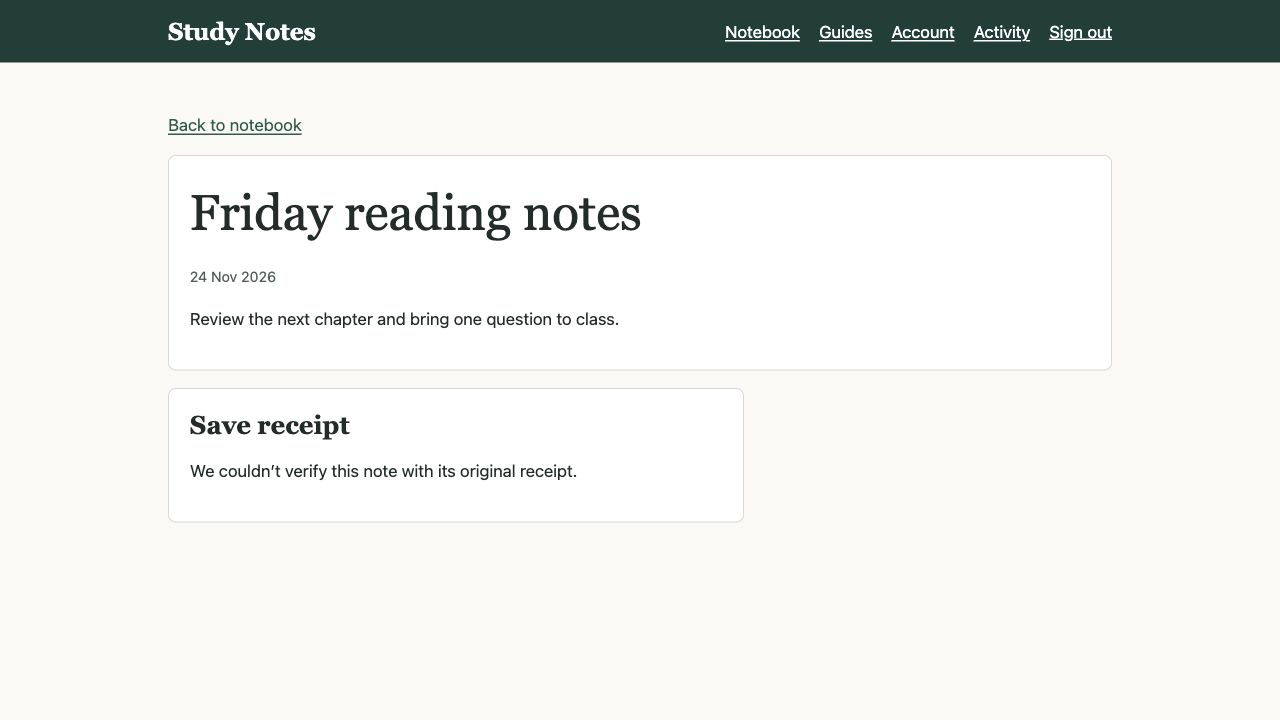 Study Notes
Notebook Guides Account Activity Sign out
Back to notebook
Friday reading notes
24 Nov 2026
Review the next chapter and bring one question to class.
Save receipt
We couldn’t verify this note with its original receipt.